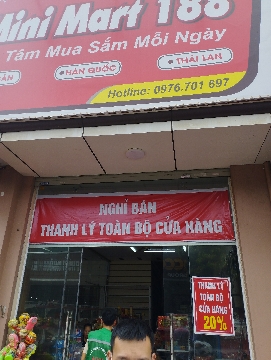 Mini Mart 188
Tâm Mua Sắm Mỗi Ngày
HÀN QUỐC • THÁI LAN
Hotline: 0976.701 697
NGHỈ BÁN
THANH LÝ TOÀN BỘ CỬA HÀNG
THANH LÝ
TOÀN BỘ
CỬA HÀNG
20%